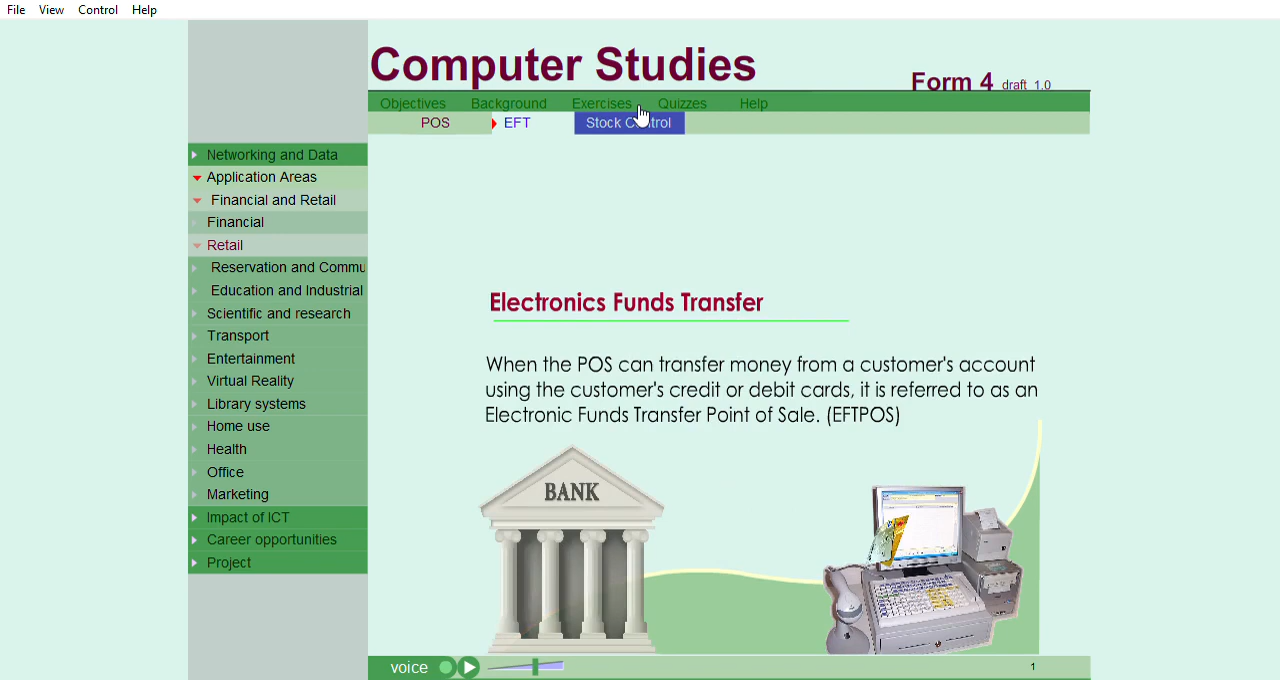 File View Control Help
Computer Studies
Form 4 draft 1.0
Objectives Background Exercises Quizzes Help
POS EFT Stock Control
Networking and Data
Application Areas
Financial and Retail
Financial
Retail
Reservation and Commu
Education and Industrial
Scientific and research
Transport
Entertainment
Virtual Reality
Library systems
Home use
Health
Office
Marketing
Impact of ICT
Career opportunities
Project
Electronics Funds Transfer
When the POS can transfer money from a customer's account
using the customer's credit or debit cards, it is referred to as an
Electronic Funds Transfer Point of Sale. (EFTPOS)
BANK
voice
1